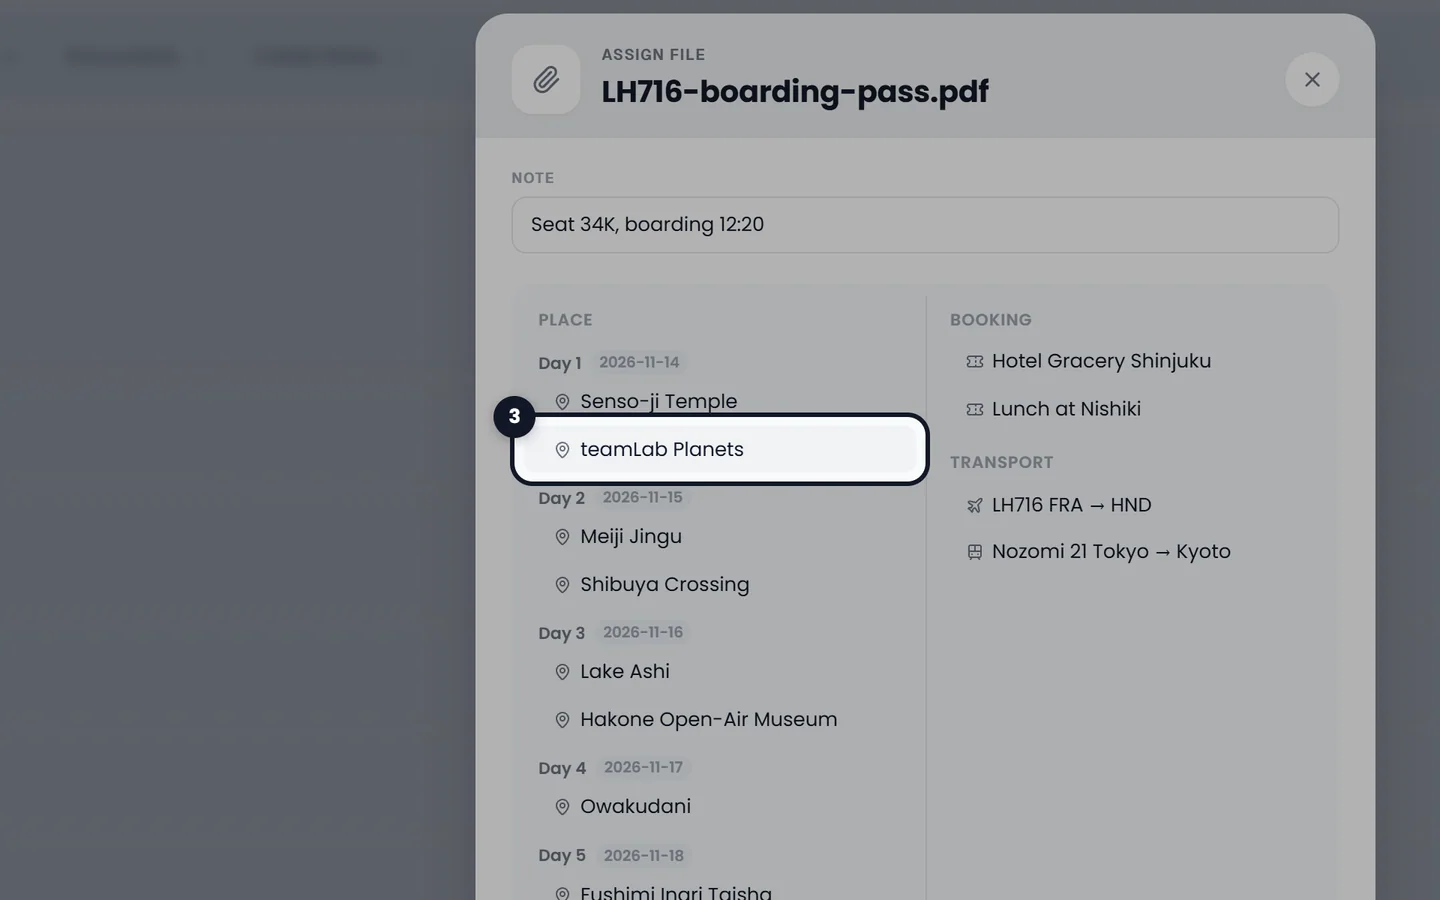 ASSIGN FILE
LH716-boarding-pass.pdf
NOTE
Seat 34K, boarding 12:20
PLACE
Day 1 2026-11-14
Senso-ji Temple
3
teamLab Planets
Day 2 2026-11-15
Meiji Jingu
Shibuya Crossing
Day 3 2026-11-16
Lake Ashi
Hakone Open-Air Museum
Day 4 2026-11-17
Owakudani
Day 5 2026-11-18
Fushimi Inari Taisha
BOOKING
Hotel Gracery Shinjuku
Lunch at Nishiki
TRANSPORT
LH716 FRA → HND
Nozomi 21 Tokyo → Kyoto